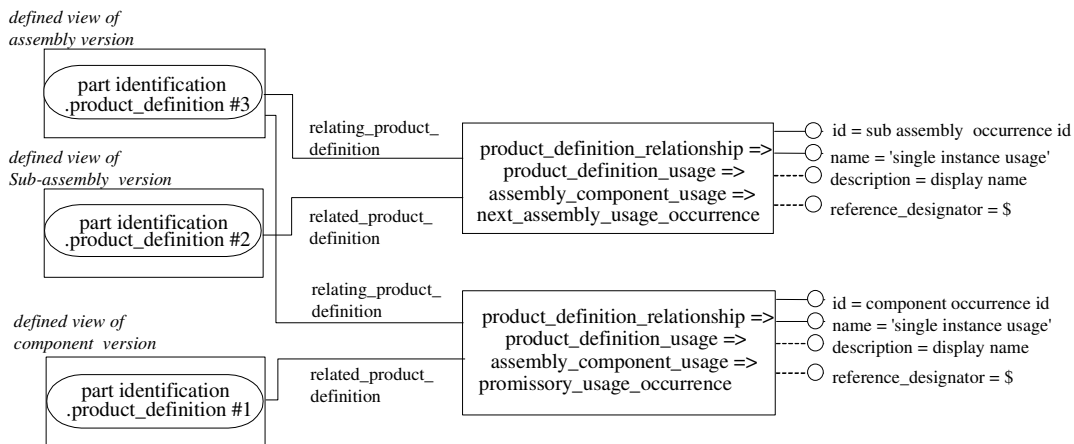 defined view of
assembly version
part identification
.product_definition #3
relating_product_
definition
product_definition_relationship =>
product_definition_usage =>
assembly_component_usage =>
next_assembly_usage_occurrence
id = sub assembly occurrence id
name = 'single instance usage'
description = display name
reference_designator = $
defined view of
Sub-assembly version
part identification
.product_definition #2
related_product_
definition
relating_product_
definition
product_definition_relationship =>
product_definition_usage =>
assembly_component_usage =>
promissory_usage_occurrence
id = component occurrence id
name = 'single instance usage'
description = display name
reference_designator = $
defined view of
component version
part identification
.product_definition #1
related_product_
definition